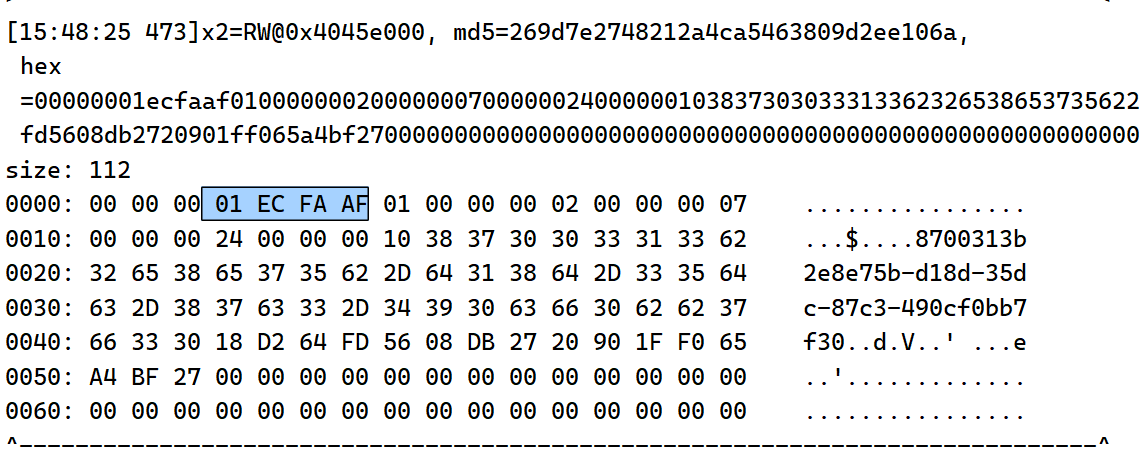 [15:48:25 473]x2=RW@0x4045e000, md5=269d7e2748212a4ca5463809d2ee106a,
hex
=00000001ecfaaf01000000020000000700000024000000103837303033313362326538653735622
fd5608db2720901ff065a4bf27000000000000000000000000000000000000000000000000000000
size: 112
0000: 00 00 00 01 EC FA AF 01 00 00 00 02 00 00 00 07    ................
0010: 00 00 00 24 00 00 00 10 38 37 30 30 33 31 33 62    ...$....8700313b
0020: 32 65 38 65 37 35 62 2D 64 31 38 64 2D 33 35 64    2e8e75b-d18d-35d
0030: 63 2D 38 37 63 33 2D 34 39 30 63 66 30 62 62 37    c-87c3-490cf0bb7
0040: 66 33 30 18 D2 64 FD 56 08 DB 27 20 90 1F F0 65    f30..d.V..' ...e
0050: A4 BF 27 00 00 00 00 00 00 00 00 00 00 00 00 00    ..'.............
0060: 00 00 00 00 00 00 00 00 00 00 00 00 00 00 00 00    ................
^-----------------------------------------------------------------------------^